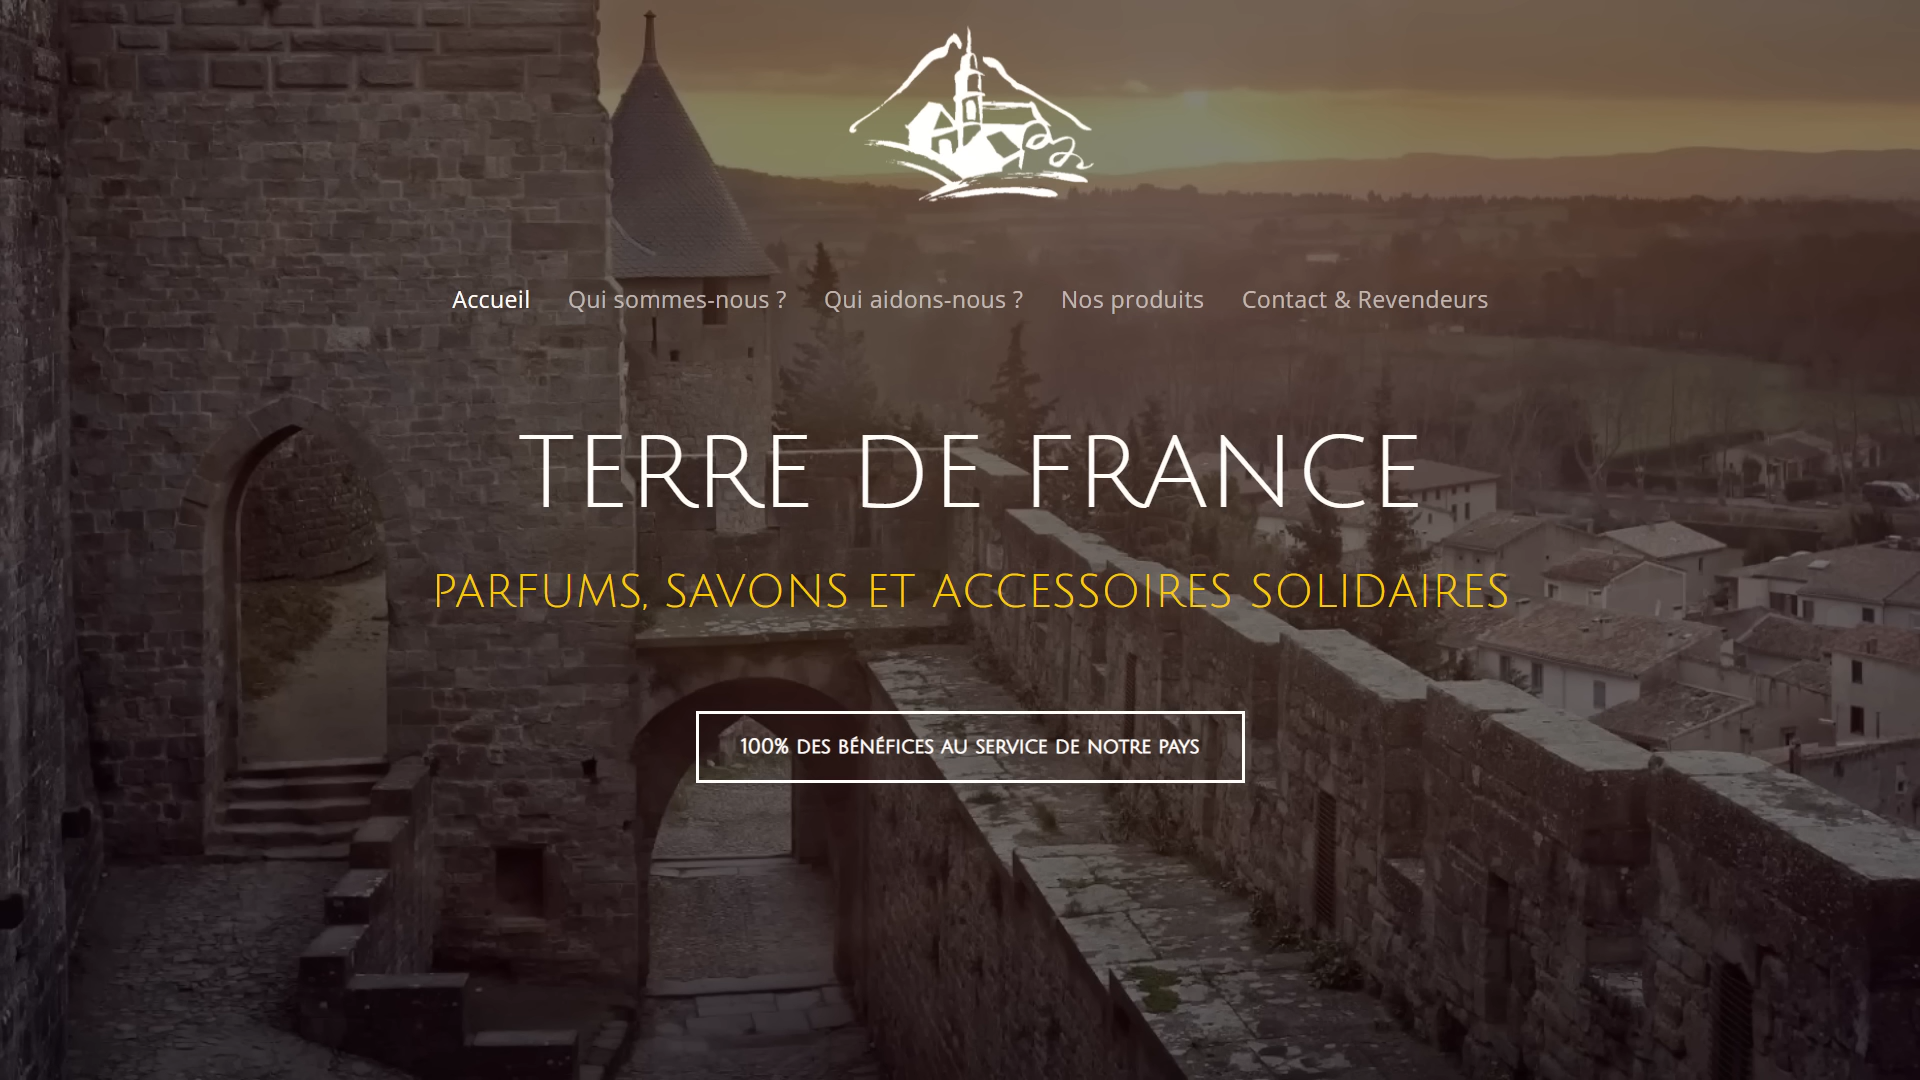 Accueil Qui sommes-nous ? Qui aidons-nous ? Nos produits Contact & Revendeurs
TERRE DE FRANCE
PARFUMS, SAVONS ET ACCESSOIRES SOLIDAIRES
100% DES BÉNÉFICES AU SERVICE DE NOTRE PAYS